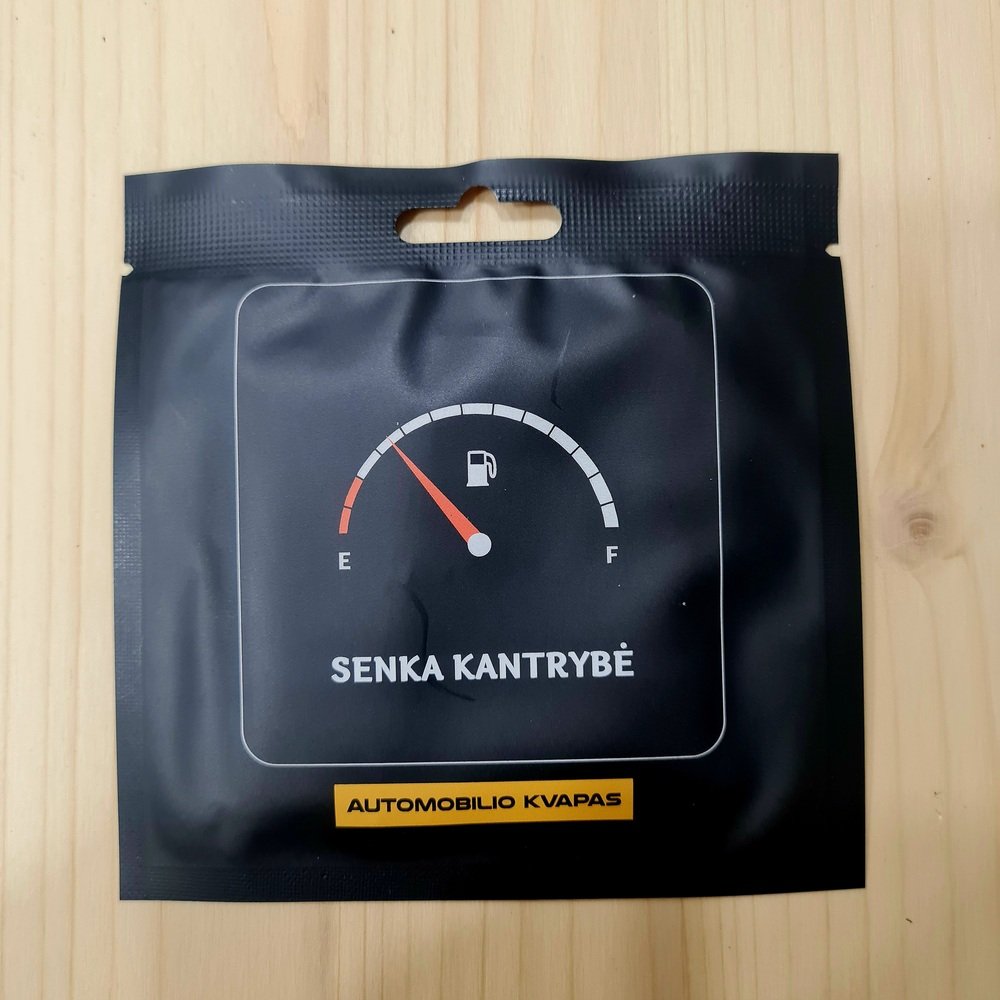 E F
SENKA KANTRYBĖ
AUTOMOBILIO KVAPAS